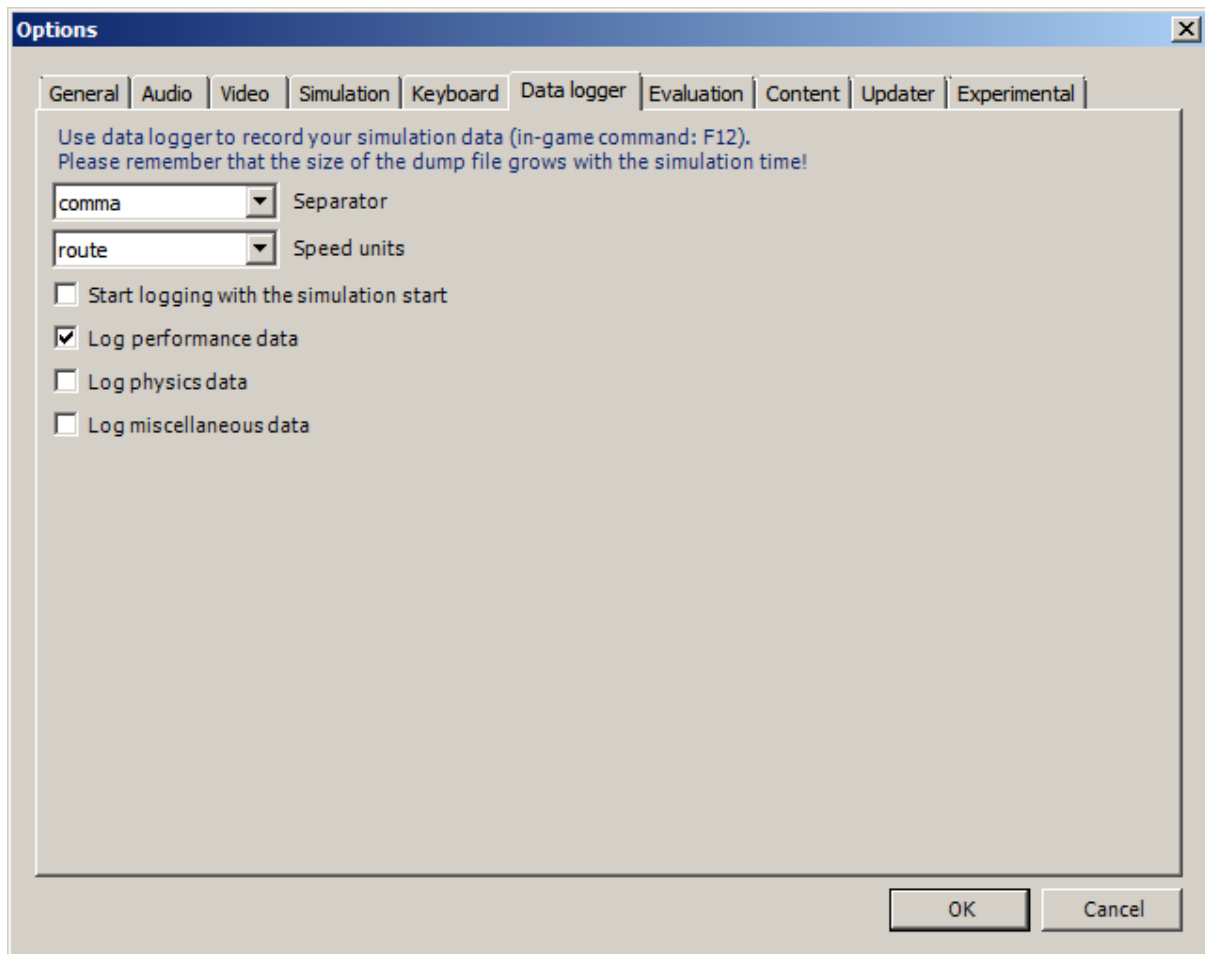 Options
General Audio Video Simulation Keyboard Data logger Evaluation Content Updater Experimental
Use data logger to record your simulation data (in-game command: F12).
Please remember that the size of the dump file grows with the simulation time!
comma Separator
route Speed units
Start logging with the simulation start
Log performance data
Log physics data
Log miscellaneous data
OK Cancel